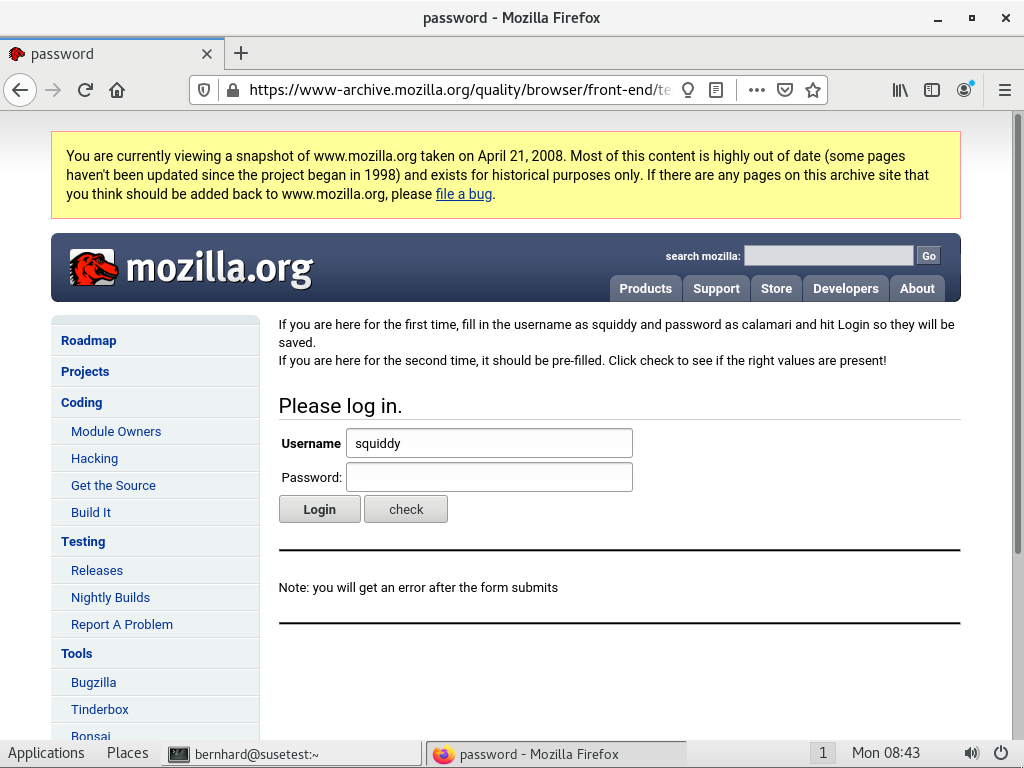 password - Mozilla Firefox
password
https://www-archive.mozilla.org/quality/browser/front-end/te
You are currently viewing a snapshot of www.mozilla.org taken on April 21, 2008. Most of this content is highly out of date (some pages
haven't been updated since the project began in 1998) and exists for historical purposes only. If there are any pages on this archive site that
you think should be added back to www.mozilla.org, please file a bug.
mozilla.org
search mozilla:
Go
Products
Support
Store
Developers
About
Roadmap
Projects
Coding
Module Owners
Hacking
Get the Source
Build It
Testing
Releases
Nightly Builds
Report A Problem
Tools
Bugzilla
Tinderbox
Bonsai
If you are here for the first time, fill in the username as squiddy and password as calamari and hit Login so they will be
saved.
If you are here for the second time, it should be pre-filled. Click check to see if the right values are present!
Please log in.
Username squiddy
Password:
Login check
Note: you will get an error after the form submits
Applications Places bernhard@susetest:~ password - Mozilla Firefox 1 Mon 08:43